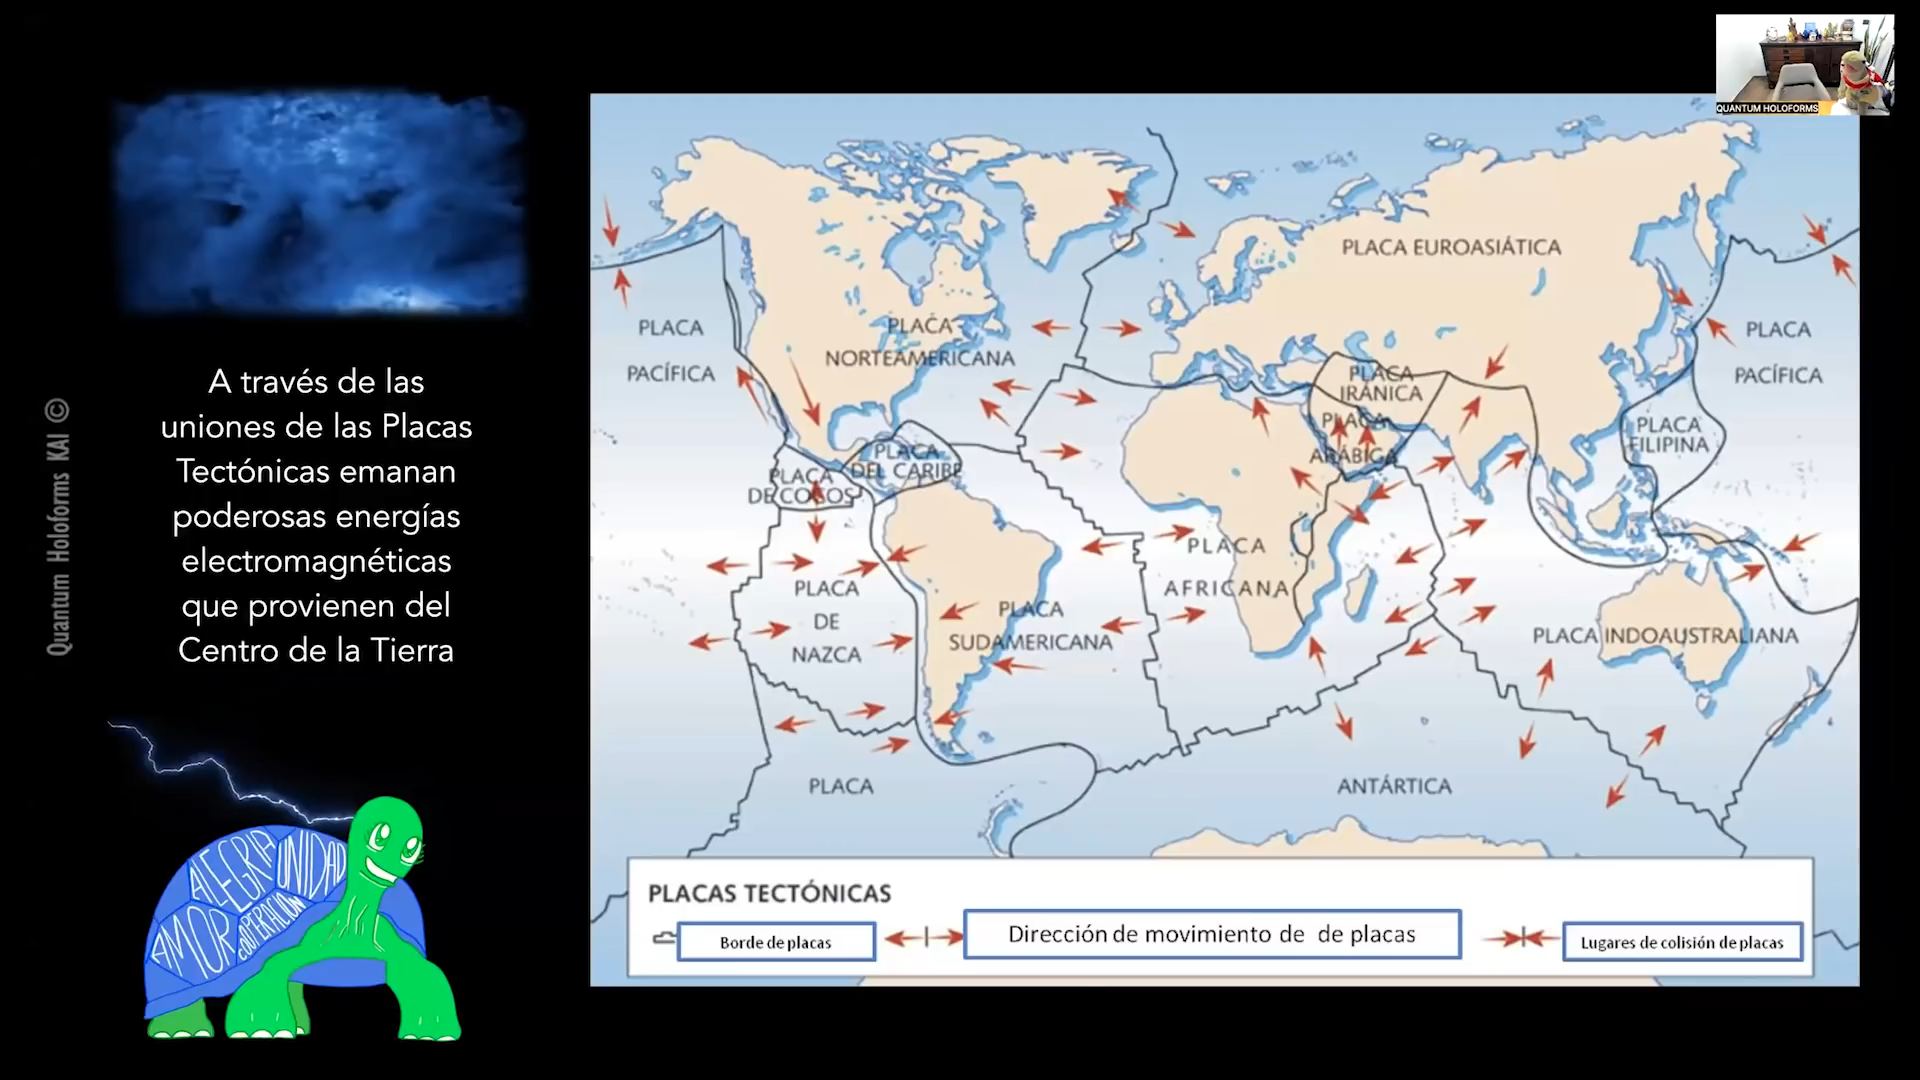 QUANTUM HOLOFORMS
Quantum Holoforms KAI ©
A través de las
uniones de las Placas
Tectónicas emanan
poderosas energías
electromagnéticas
que provienen del
Centro de la Tierra
ALEGRIA
UNIDAD
AMOR
COOPERACION
PLACA EUROASIÁTICA
PLACA
PACÍFICA
PLACA
NORTEAMERICANA
PLACA
IRÁNICA
PLACA
ARÁBIGA
PLACA
FILIPINA
PLACA
PACÍFICA
PLACA
DEL CARIBE
PLACA
DE COCOS
PLACA
DE
NAZCA
PLACA
SUDAMERICANA
PLACA
AFRICANA
PLACA INDOAUSTRALIANA
PLACA
ANTÁRTICA
PLACAS TECTÓNICAS
Borde de placas
Dirección de movimiento de  de placas
Lugares de colisión de placas